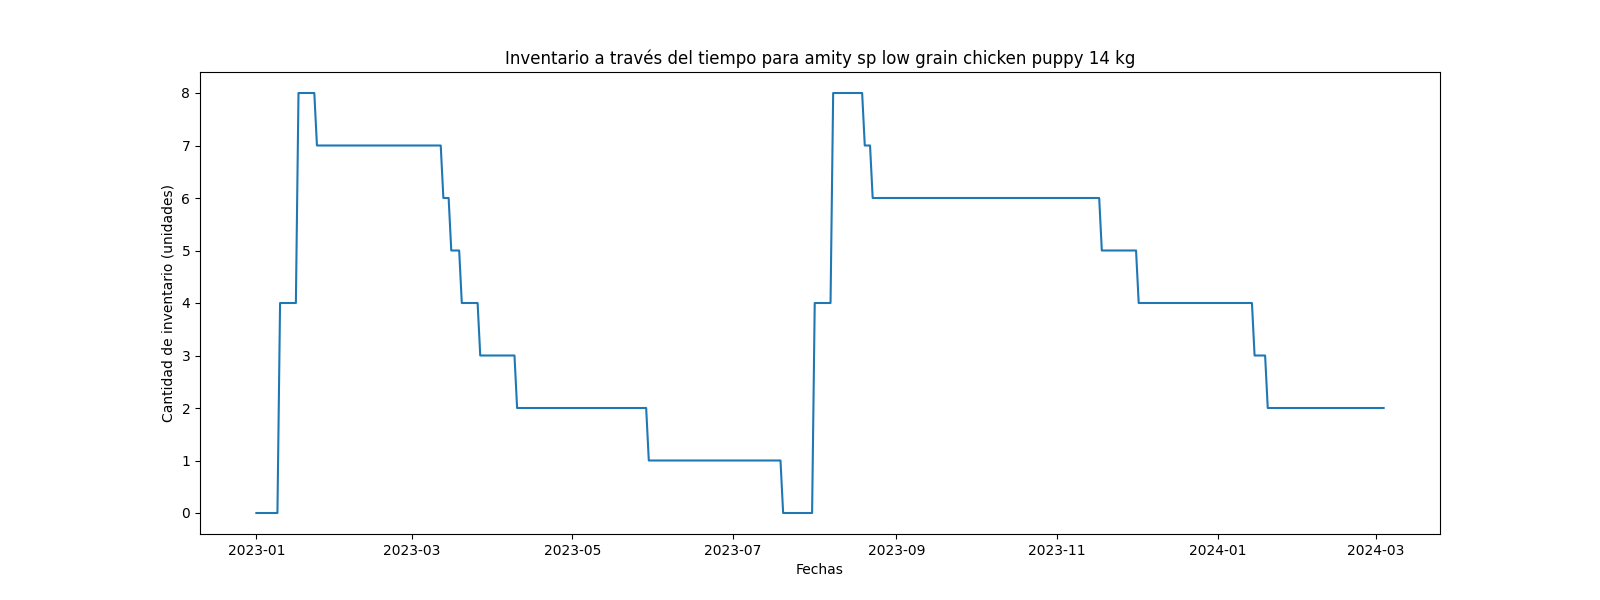 Inventario a través del tiempo para amity sp low grain chicken puppy 14 kg
Cantidad de inventario (unidades)
8
7
6
5
4
3
2
1
0
2023-01 2023-03 2023-05 2023-07 2023-09 2023-11 2024-01 2024-03
Fechas